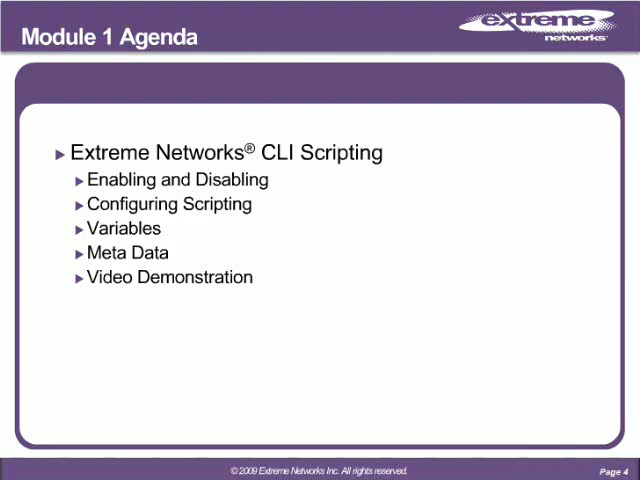 Module 1 Agenda
extreme
networks
Extreme Networks® CLI Scripting
Enabling and Disabling
Configuring Scripting
Variables
Meta Data
Video Demonstration
© 2009 Extreme Networks Inc. All rights reserved.
Page 4